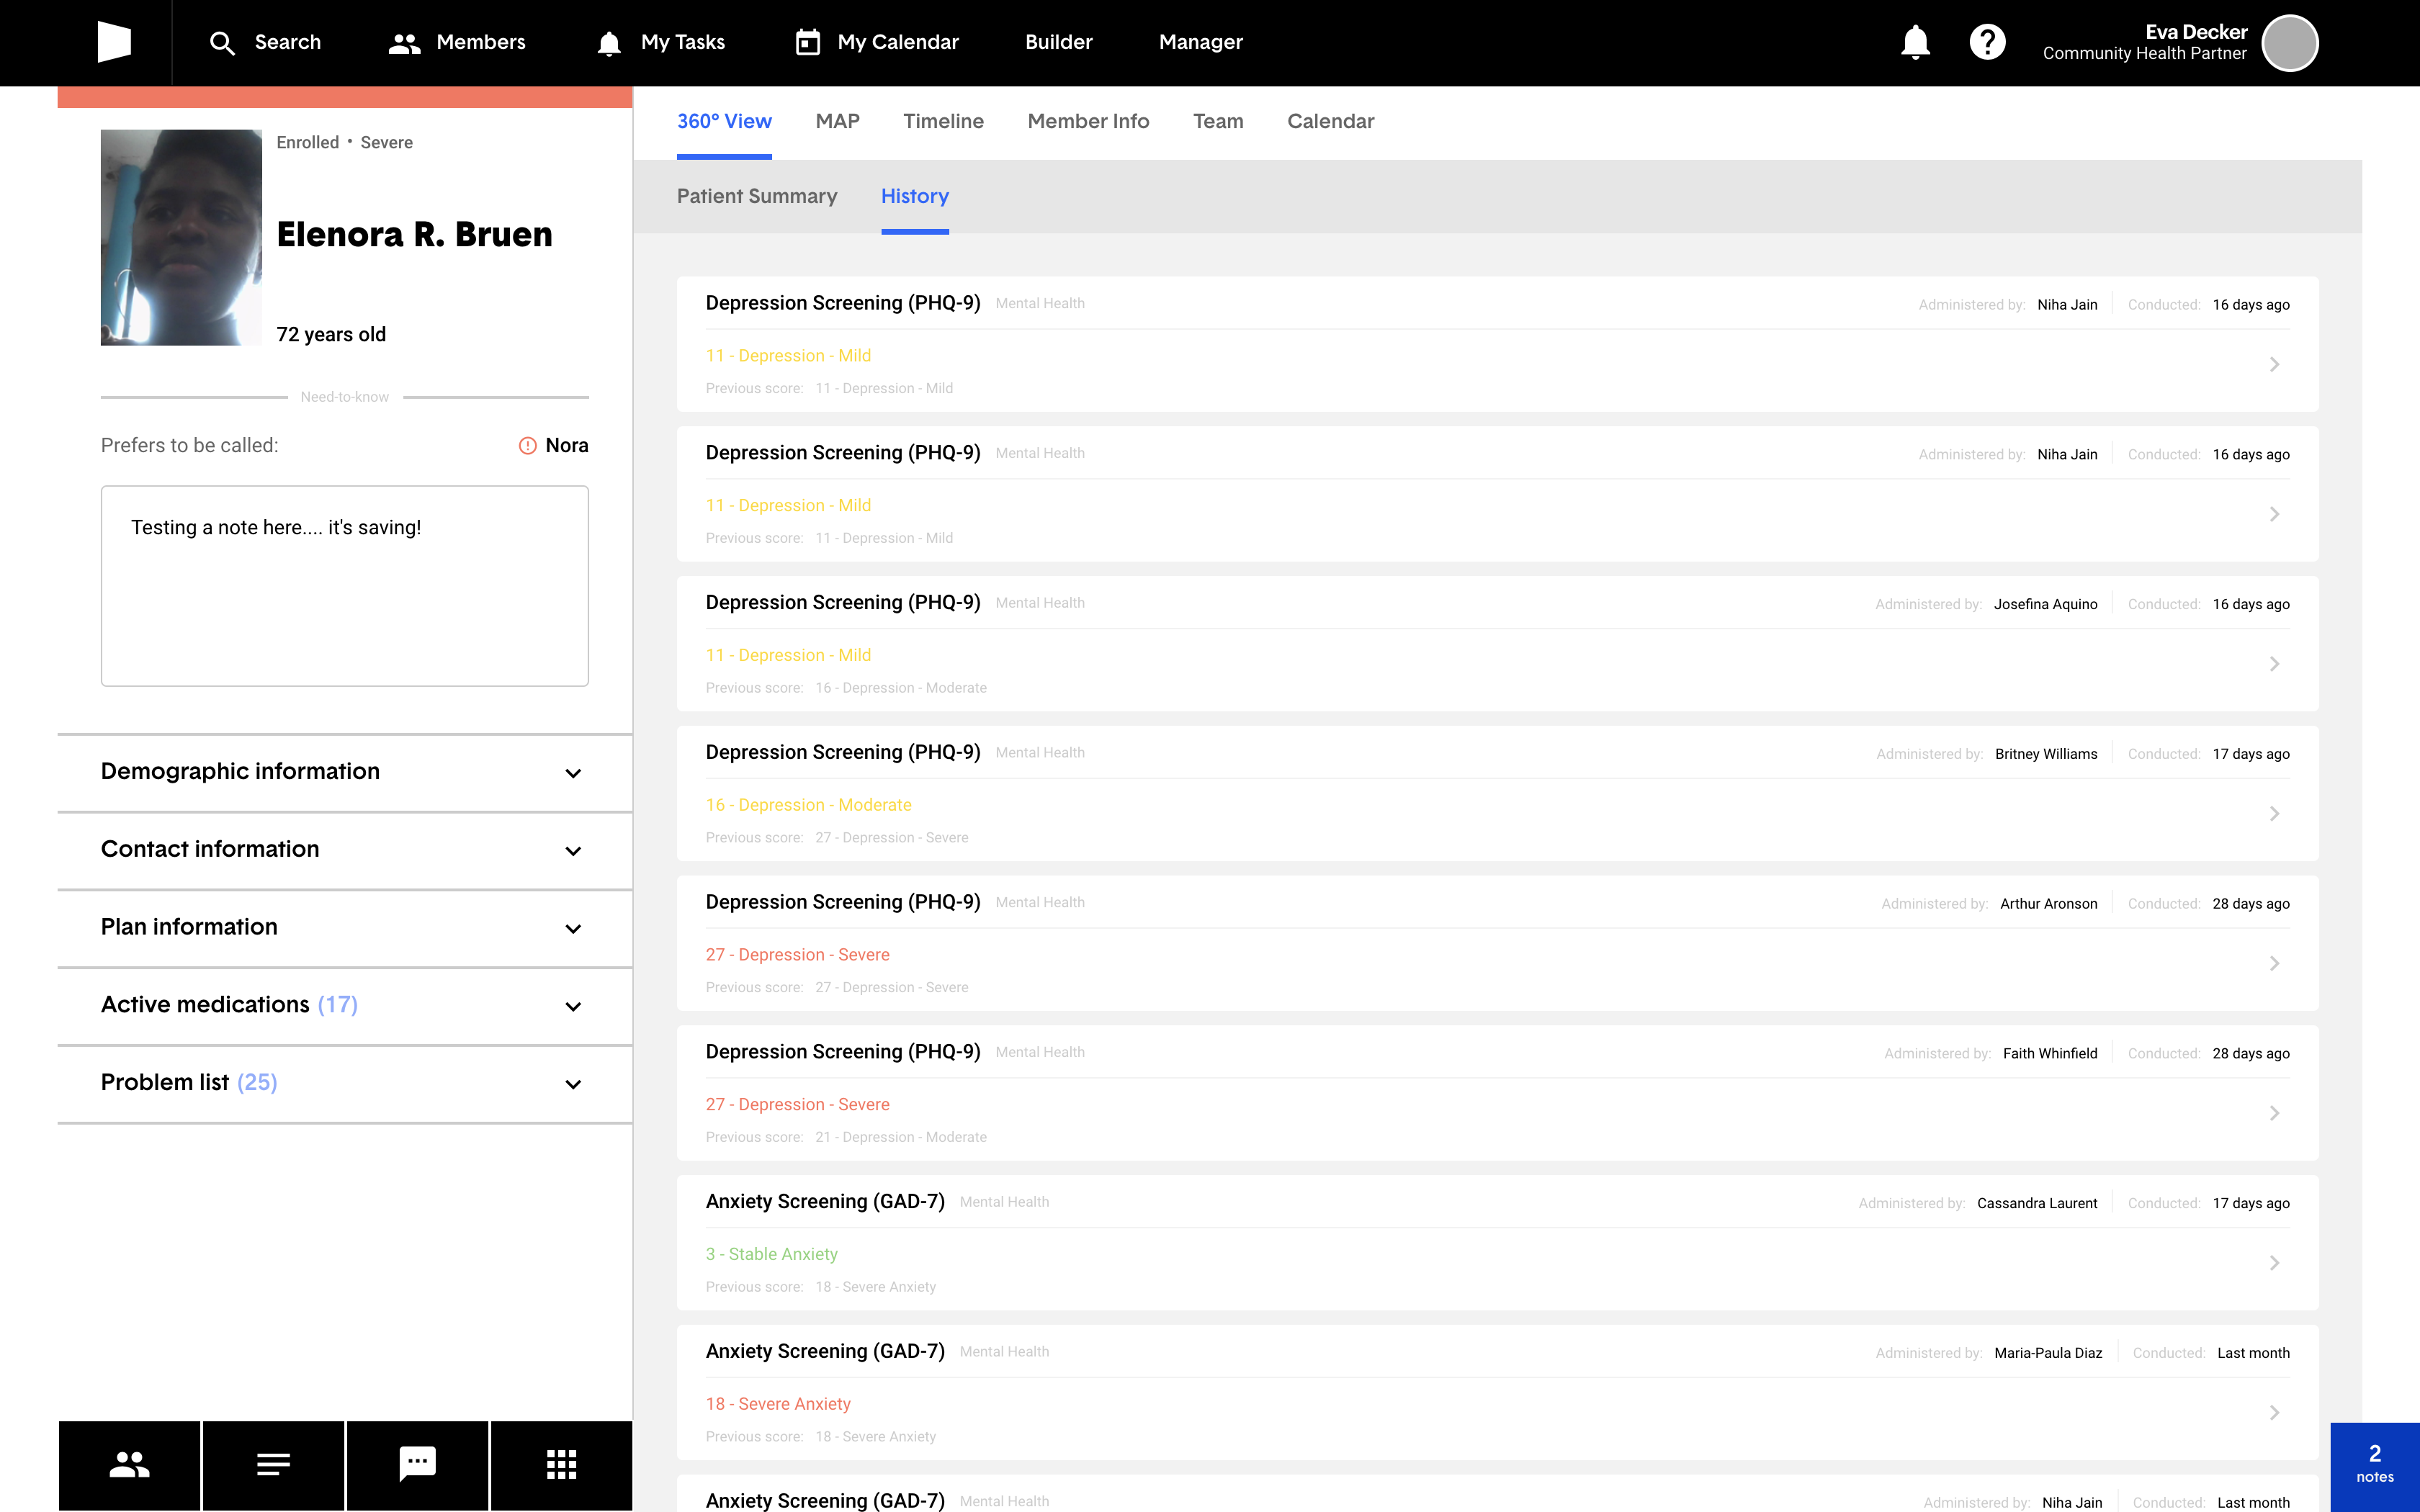 Search
Members
My Tasks
My Calendar
Builder
Manager
Eva Decker
Community Health Partner
Enrolled • Severe
Elenora R. Bruen
72 years old
Need-to-know
Prefers to be called: Nora
Testing a note here.... it's saving!
Demographic information
Contact information
Plan information
Active medications (17)
Problem list (25)
360° View
MAP
Timeline
Member Info
Team
Calendar
Patient Summary
History
Depression Screening (PHQ-9) Mental Health Administered by: Niha Jain Conducted: 16 days ago
11 - Depression - Mild
Previous score: 11 - Depression - Mild
Depression Screening (PHQ-9) Mental Health Administered by: Niha Jain Conducted: 16 days ago
11 - Depression - Mild
Previous score: 11 - Depression - Mild
Depression Screening (PHQ-9) Mental Health Administered by: Josefina Aquino Conducted: 16 days ago
11 - Depression - Mild
Previous score: 16 - Depression - Moderate
Depression Screening (PHQ-9) Mental Health Administered by: Britney Williams Conducted: 17 days ago
16 - Depression - Moderate
Previous score: 27 - Depression - Severe
Depression Screening (PHQ-9) Mental Health Administered by: Arthur Aronson Conducted: 28 days ago
27 - Depression - Severe
Previous score: 27 - Depression - Severe
Depression Screening (PHQ-9) Mental Health Administered by: Faith Whinfield Conducted: 28 days ago
27 - Depression - Severe
Previous score: 21 - Depression - Moderate
Anxiety Screening (GAD-7) Mental Health Administered by: Cassandra Laurent Conducted: 17 days ago
3 - Stable Anxiety
Previous score: 18 - Severe Anxiety
Anxiety Screening (GAD-7) Mental Health Administered by: Maria-Paula Diaz Conducted: Last month
18 - Severe Anxiety
Previous score: 18 - Severe Anxiety
Anxiety Screening (GAD-7) Mental Health Administered by: Niha Jain Conducted: Last month
2
notes